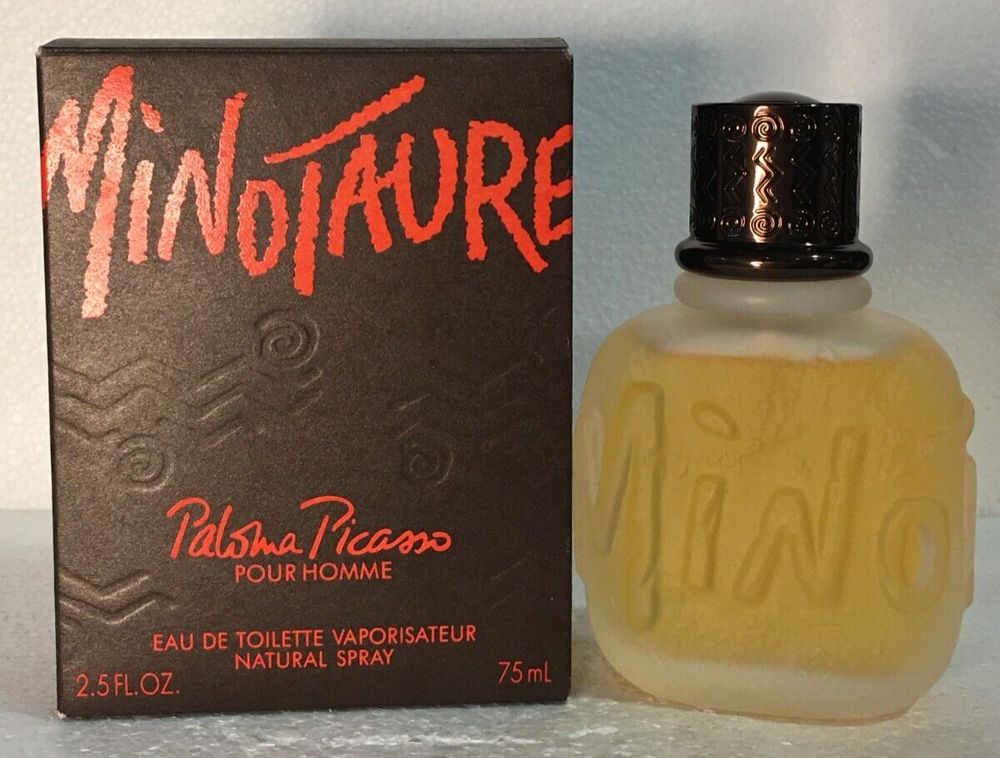 MiNOTAURE
Paloma Picasso
POUR HOMME
EAU DE TOILETTE VAPORISATEUR
NATURAL SPRAY
2.5 FL.OZ. 75 mL
MiNO